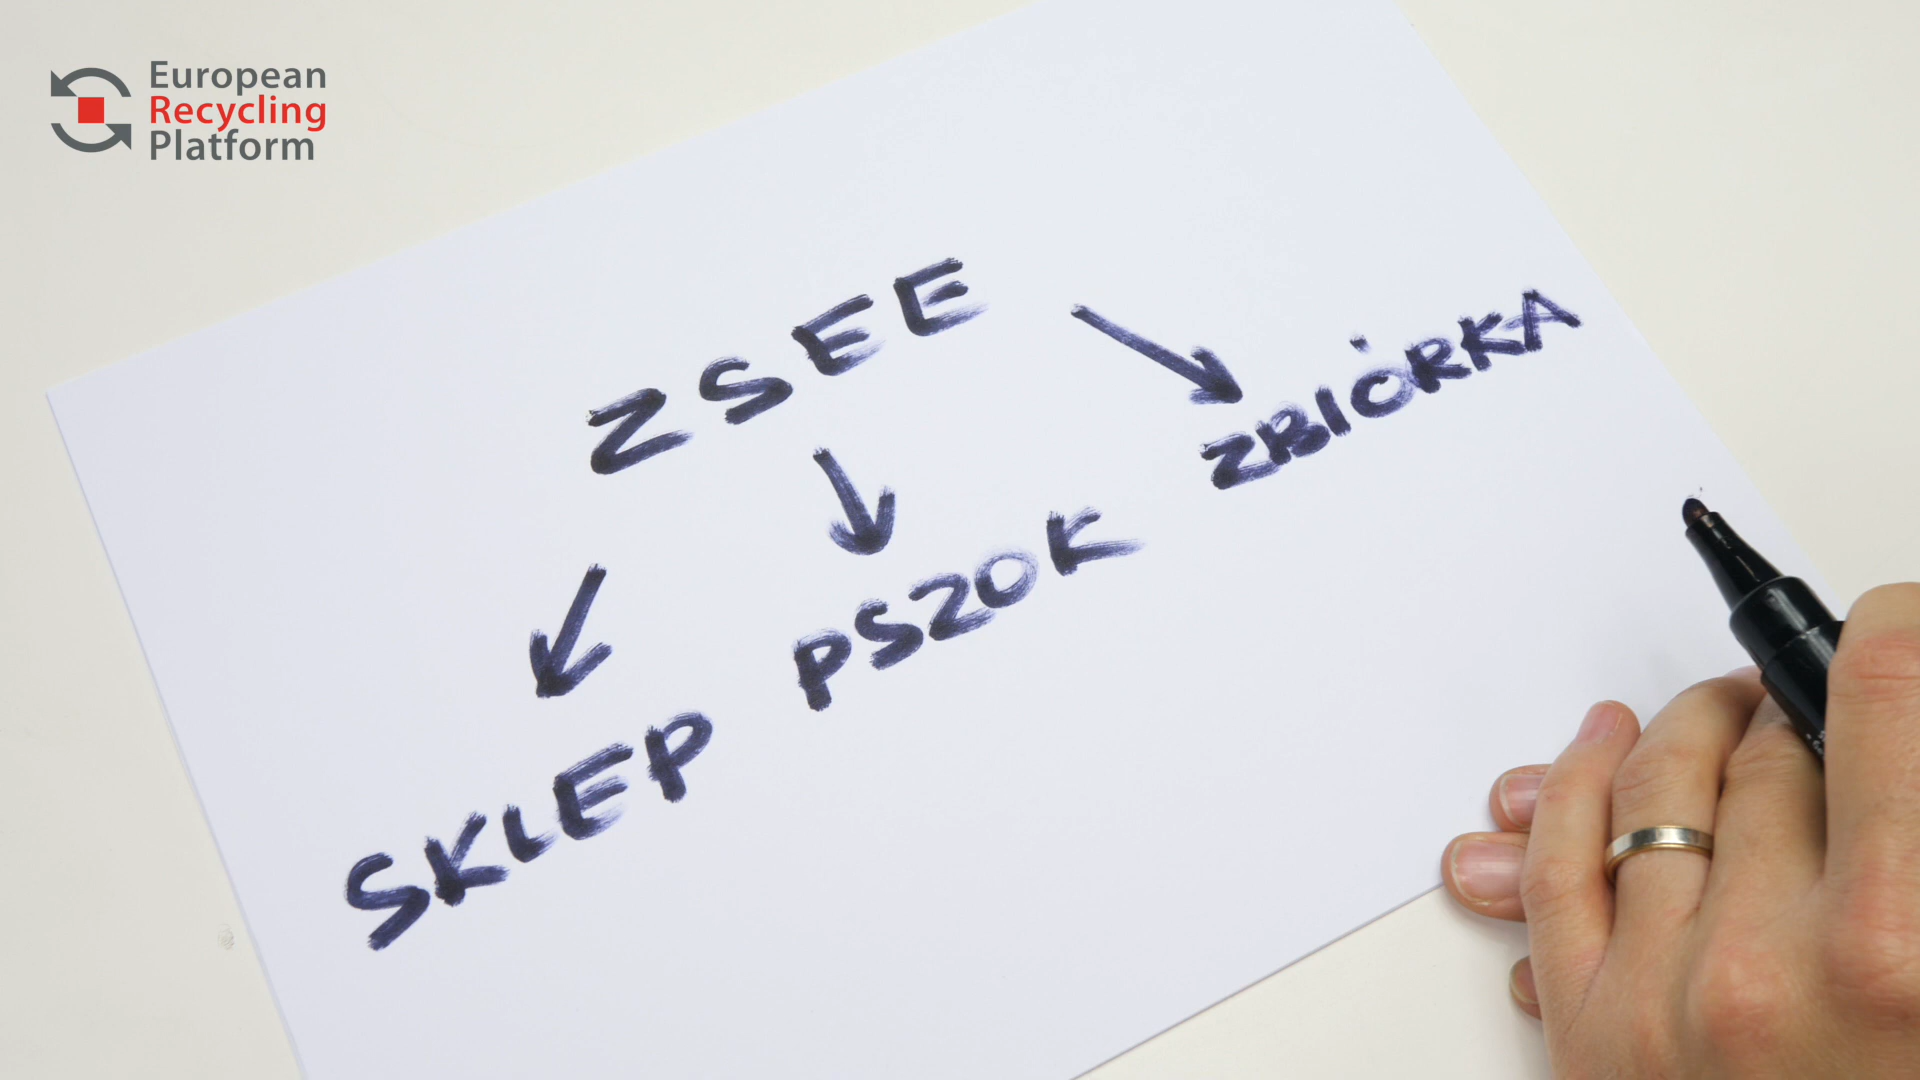 European
Recycling
Platform
ZSEE
ZBIÓRKA
PSZOK
SKLEP